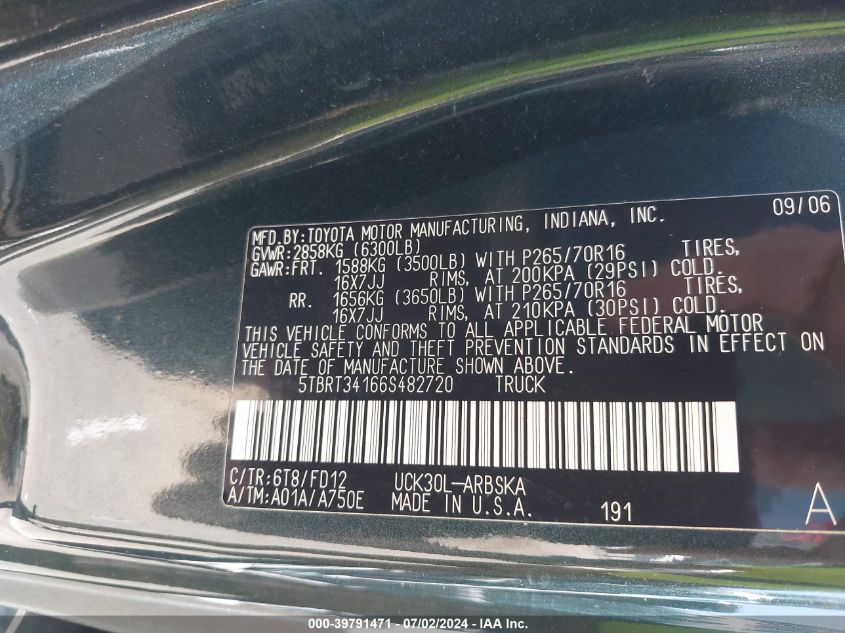 MFD.BY:TOYOTA MOTOR MANUFACTURING, INDIANA, INC. 09/06
GVWR:2858KG (6300LB)
GAWR:FRT. 1588KG (3500LB) WITH P265/70R16 TIRES,
16X7JJ RIMS, AT 200KPA (29PSI) COLD.
RR. 1656KG (3650LB) WITH P265/70R16 TIRES,
16X7JJ RIMS, AT 210KPA (30PSI) COLD.
THIS VEHICLE CONFORMS TO ALL APPLICABLE FEDERAL MOTOR
VEHICLE SAFETY AND THEFT PREVENTION STANDARDS IN EFFECT ON
THE DATE OF MANUFACTURE SHOWN ABOVE.
5TBRT34166S482720 TRUCK
C/TR:6T8/FD12 UCK30L-ARBSKA
A/TM:A01A/A750E MADE IN U.S.A. 191 A
000-39791471 - 07/02/2024 - IAA Inc.